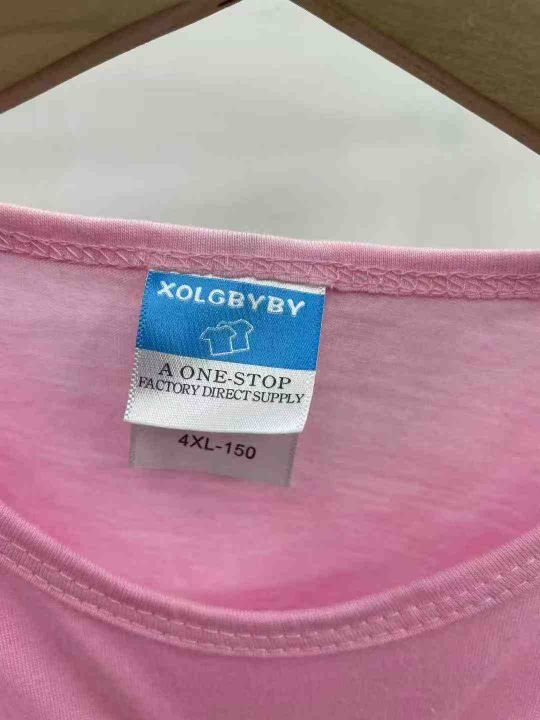 XOLGBYBY
A ONE-STOP
FACTORY DIRECT SUPPLY
4XL-150